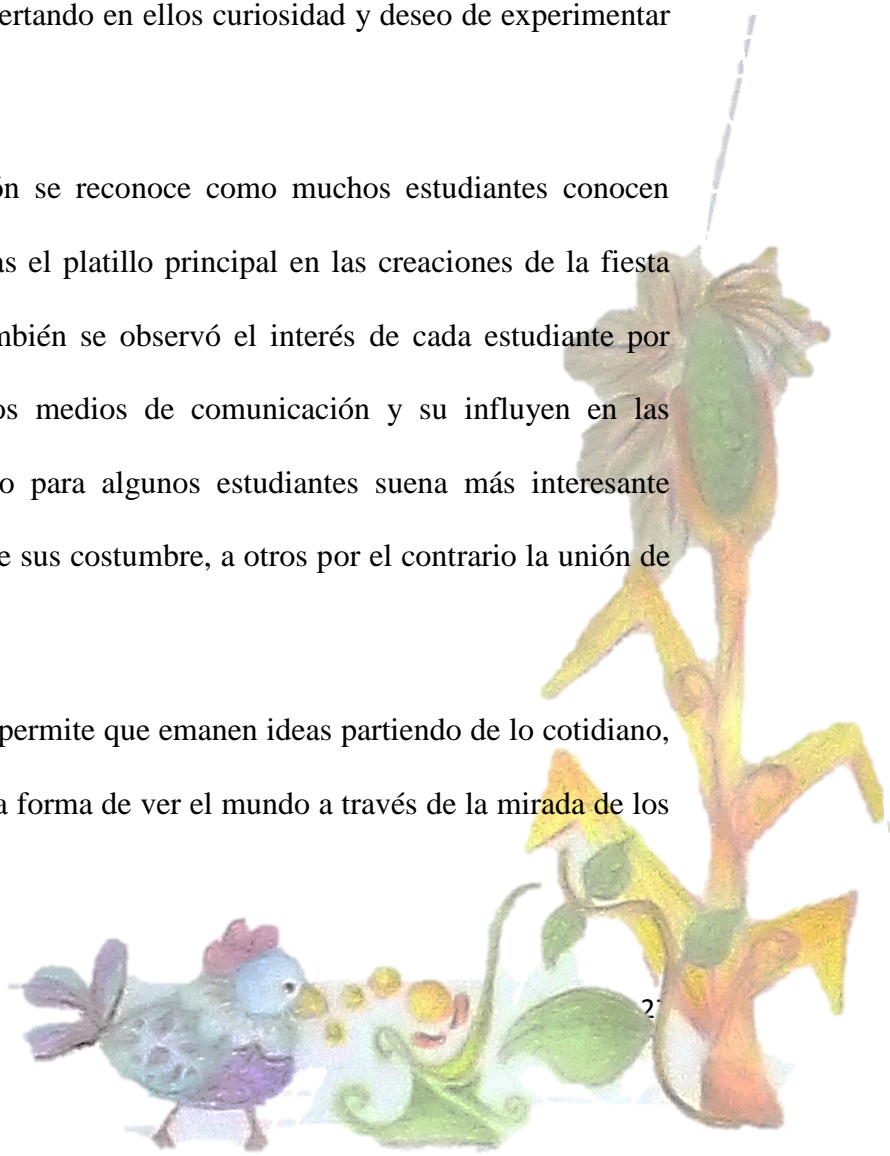 ertando en ellos curiosidad y deseo de experimentar
ón se reconoce como muchos estudiantes conocen
as el platillo principal en las creaciones de la fiesta
mbién se observó el interés de cada estudiante por
os medios de comunicación y su influyen en las
o para algunos estudiantes suena más interesante
e sus costumbre, a otros por el contrario la unión de
permite que emanen ideas partiendo de lo cotidiano,
a forma de ver el mundo a través de la mirada de los